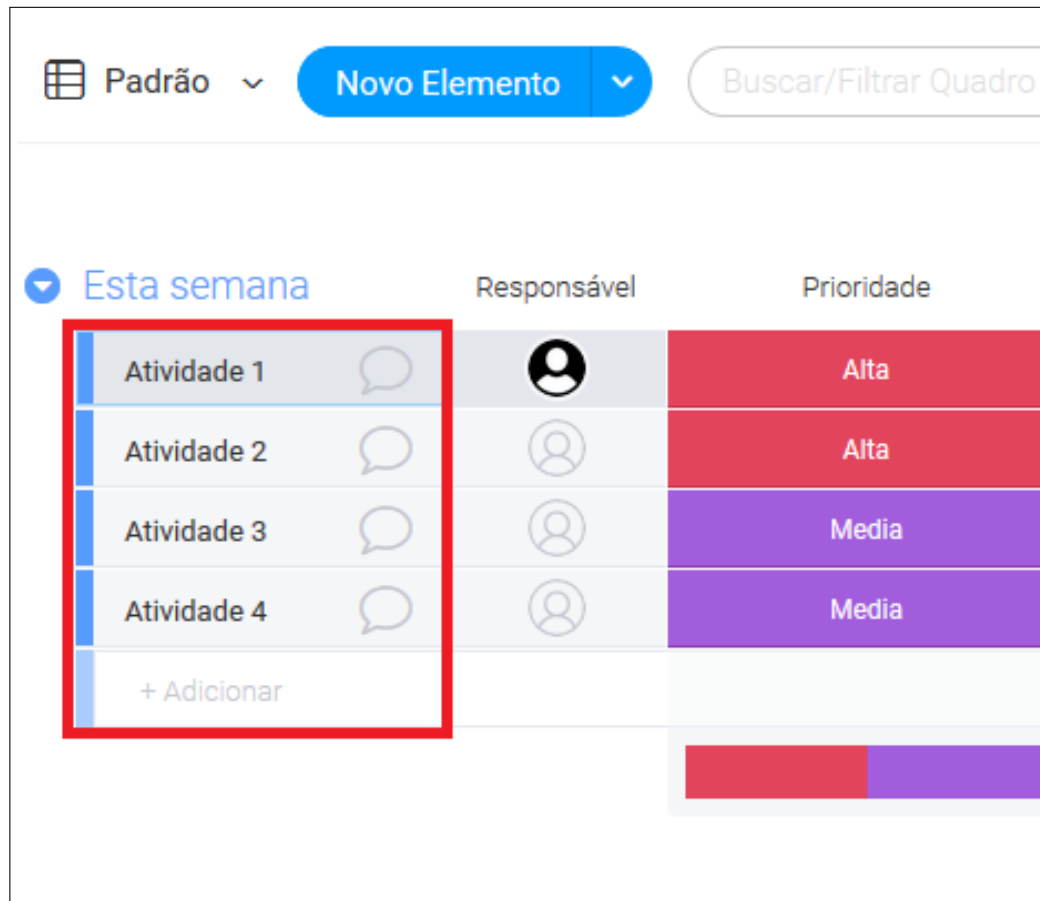 Padrão Novo Elemento Buscar/Filtrar Quadro
Esta semana Responsável Prioridade
Atividade 1 Alta
Atividade 2 Alta
Atividade 3 Media
Atividade 4 Media
+ Adicionar